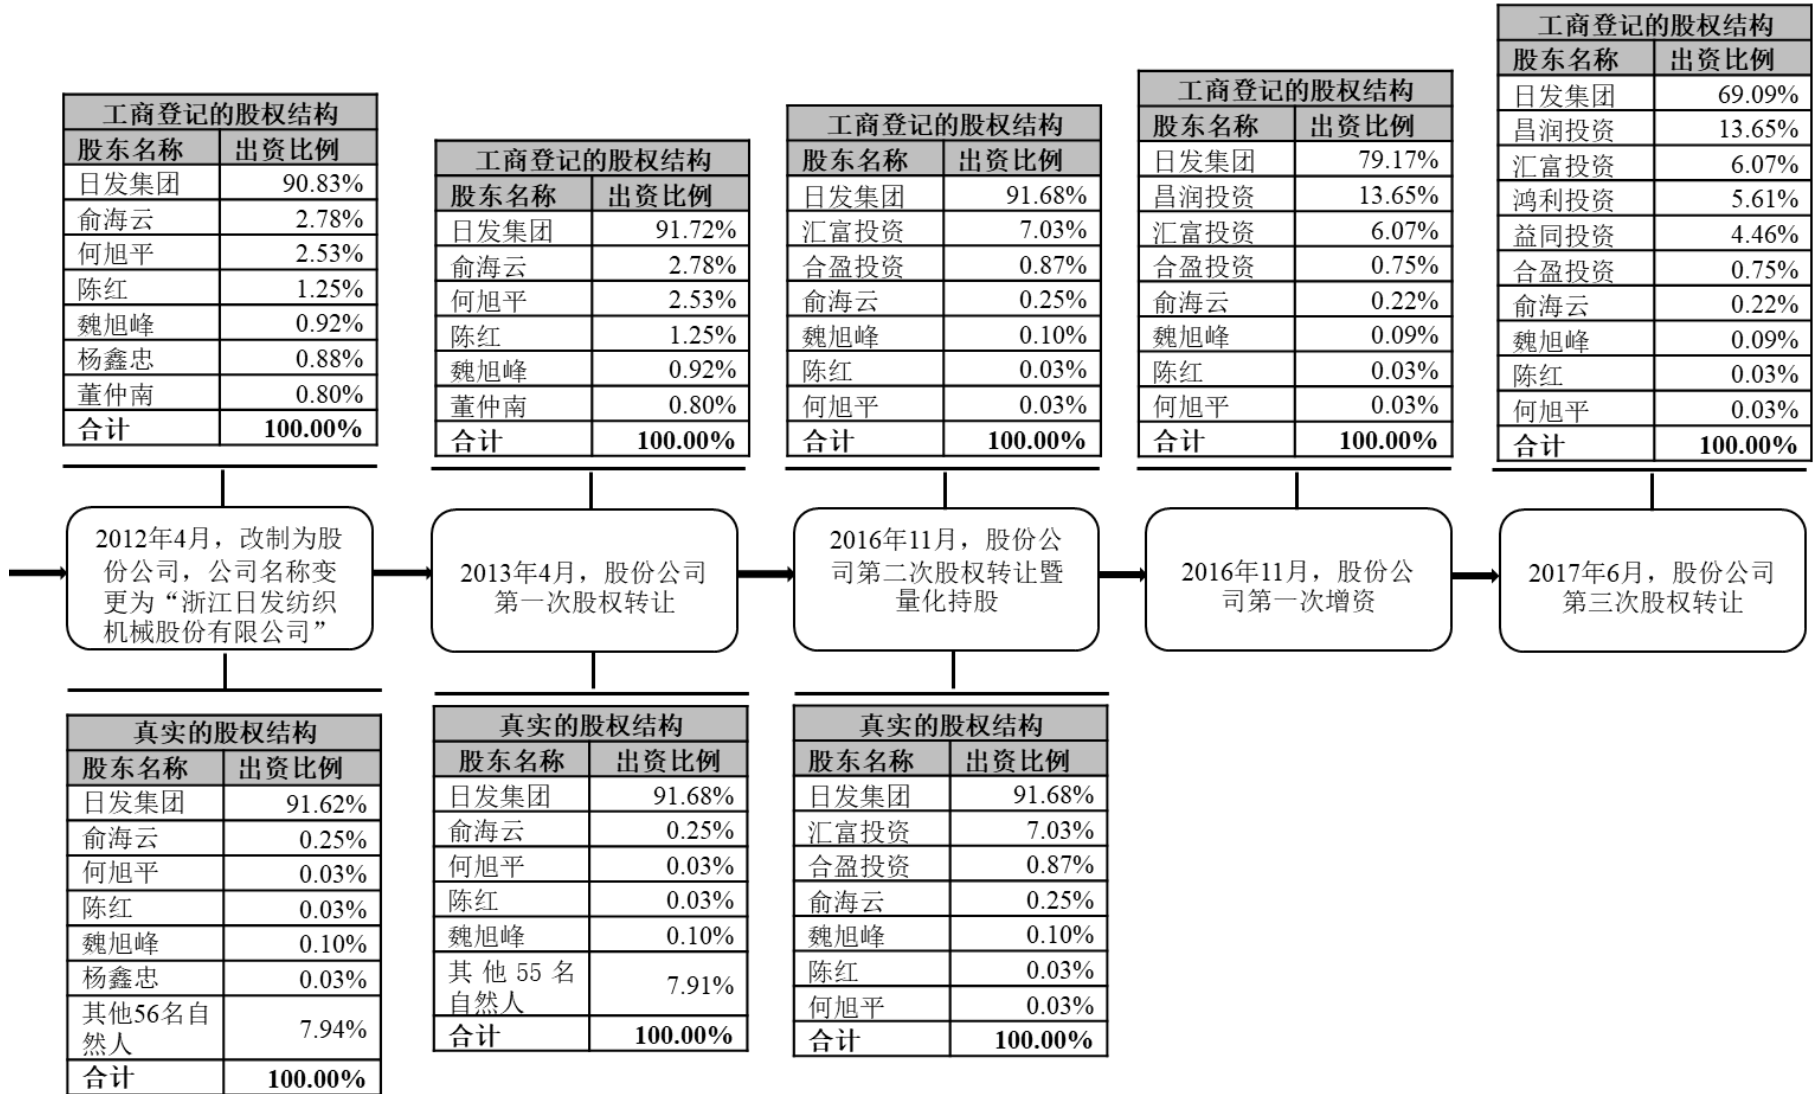 工商登记的股权结构
股东名称 出资比例
日发集团 90.83%
俞海云 2.78%
何旭平 2.53%
陈红 1.25%
魏旭峰 0.92%
杨鑫忠 0.88%
董仲南 0.80%
合计 100.00%
工商登记的股权结构
股东名称 出资比例
日发集团 91.72%
俞海云 2.78%
何旭平 2.53%
陈红 1.25%
魏旭峰 0.92%
董仲南 0.80%
合计 100.00%
工商登记的股权结构
股东名称 出资比例
日发集团 91.68%
汇富投资 7.03%
合盈投资 0.87%
俞海云 0.25%
魏旭峰 0.10%
陈红 0.03%
何旭平 0.03%
合计 100.00%
工商登记的股权结构
股东名称 出资比例
日发集团 79.17%
昌润投资 13.65%
汇富投资 6.07%
合盈投资 0.75%
俞海云 0.22%
魏旭峰 0.09%
陈红 0.03%
何旭平 0.03%
合计 100.00%
工商登记的股权结构
股东名称 出资比例
日发集团 69.09%
昌润投资 13.65%
汇富投资 6.07%
鸿利投资 5.61%
益同投资 4.46%
合盈投资 0.75%
俞海云 0.22%
魏旭峰 0.09%
陈红 0.03%
何旭平 0.03%
合计 100.00%
2012年4月，改制为股
份公司，公司名称变
更为“浙江日发纺织
机械股份有限公司”
2013年4月，股份公司
第一次股权转让
2016年11月，股份公
司第二次股权转让暨
量化持股
2016年11月，股份公
司第一次增资
2017年6月，股份公司
第三次股权转让
真实的股权结构
股东名称 出资比例
日发集团 91.62%
俞海云 0.25%
何旭平 0.03%
陈红 0.03%
魏旭峰 0.10%
杨鑫忠 0.03%
其他56名自
然人 7.94%
合计 100.00%
真实的股权结构
股东名称 出资比例
日发集团 91.68%
俞海云 0.25%
何旭平 0.03%
陈红 0.03%
魏旭峰 0.10%
其他 55 名
自然人 7.91%
合计 100.00%
真实的股权结构
股东名称 出资比例
日发集团 91.68%
汇富投资 7.03%
合盈投资 0.87%
俞海云 0.25%
魏旭峰 0.10%
陈红 0.03%
何旭平 0.03%
合计 100.00%